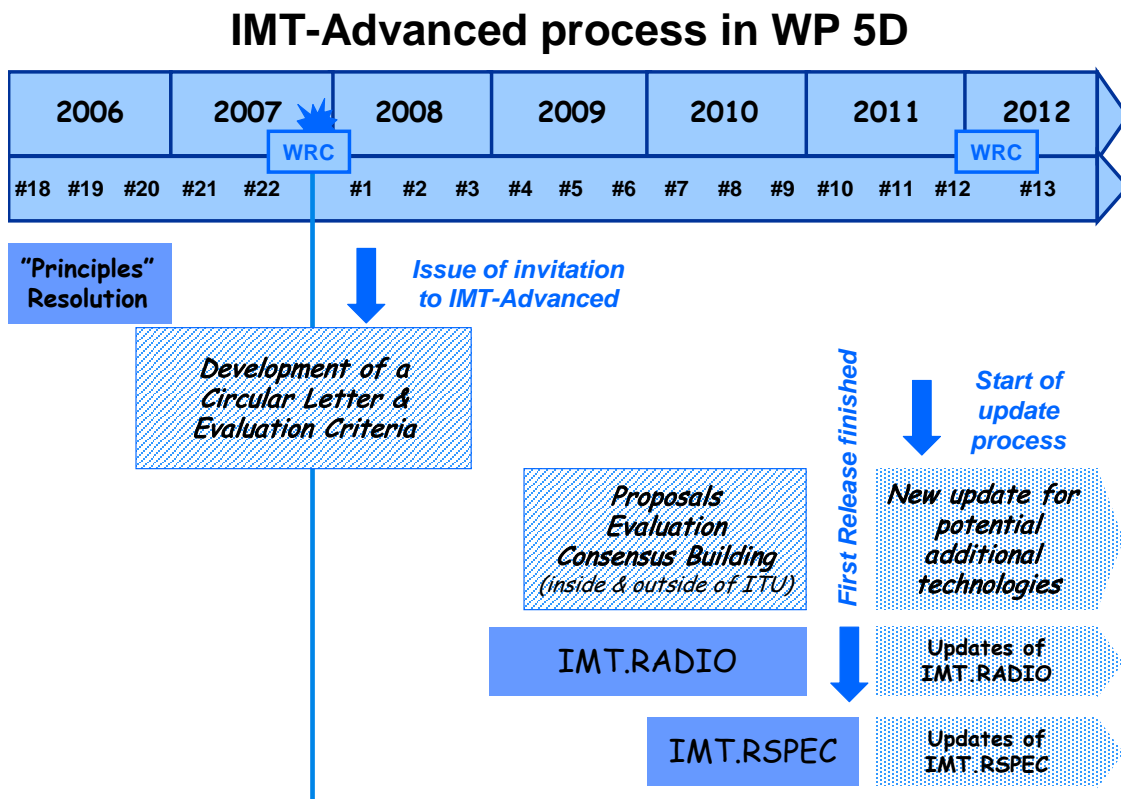 IMT-Advanced process in WP 5D
2006 2007 2008 2009 2010 2011 2012
WRC WRC
#18 #19 #20 #21 #22 #1 #2 #3 #4 #5 #6 #7 #8 #9 #10 #11 #12 #13
"Principles"
Resolution
Issue of invitation
to IMT-Advanced
Development of a
Circular Letter &
Evaluation Criteria
Proposals
Evaluation
Consensus Building
(inside & outside of ITU)
First Release finished
Start of
update
process
New update for
potential
additional
technologies
IMT.RADIO
Updates of
IMT.RADIO
IMT.RSPEC
Updates of
IMT.RSPEC